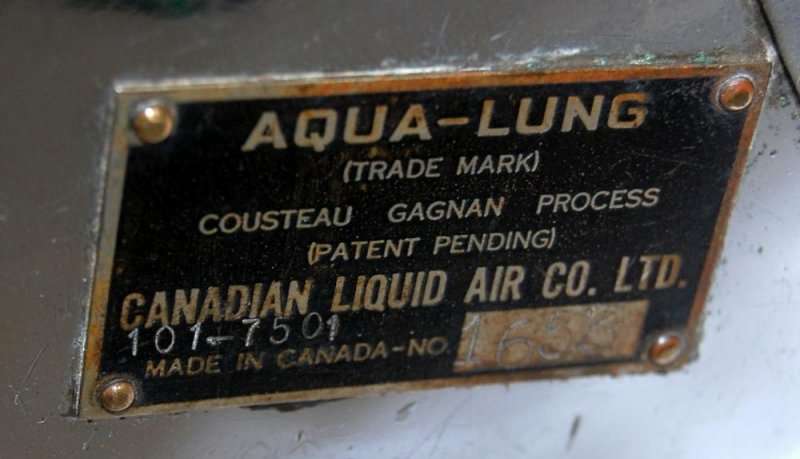 AQUA-LUNG
(TRADE MARK)
COUSTEAU GAGNAN PROCESS
(PATENT PENDING)
CANADIAN LIQUID AIR CO. LTD.
101-7501
MADE IN CANADA-NO.